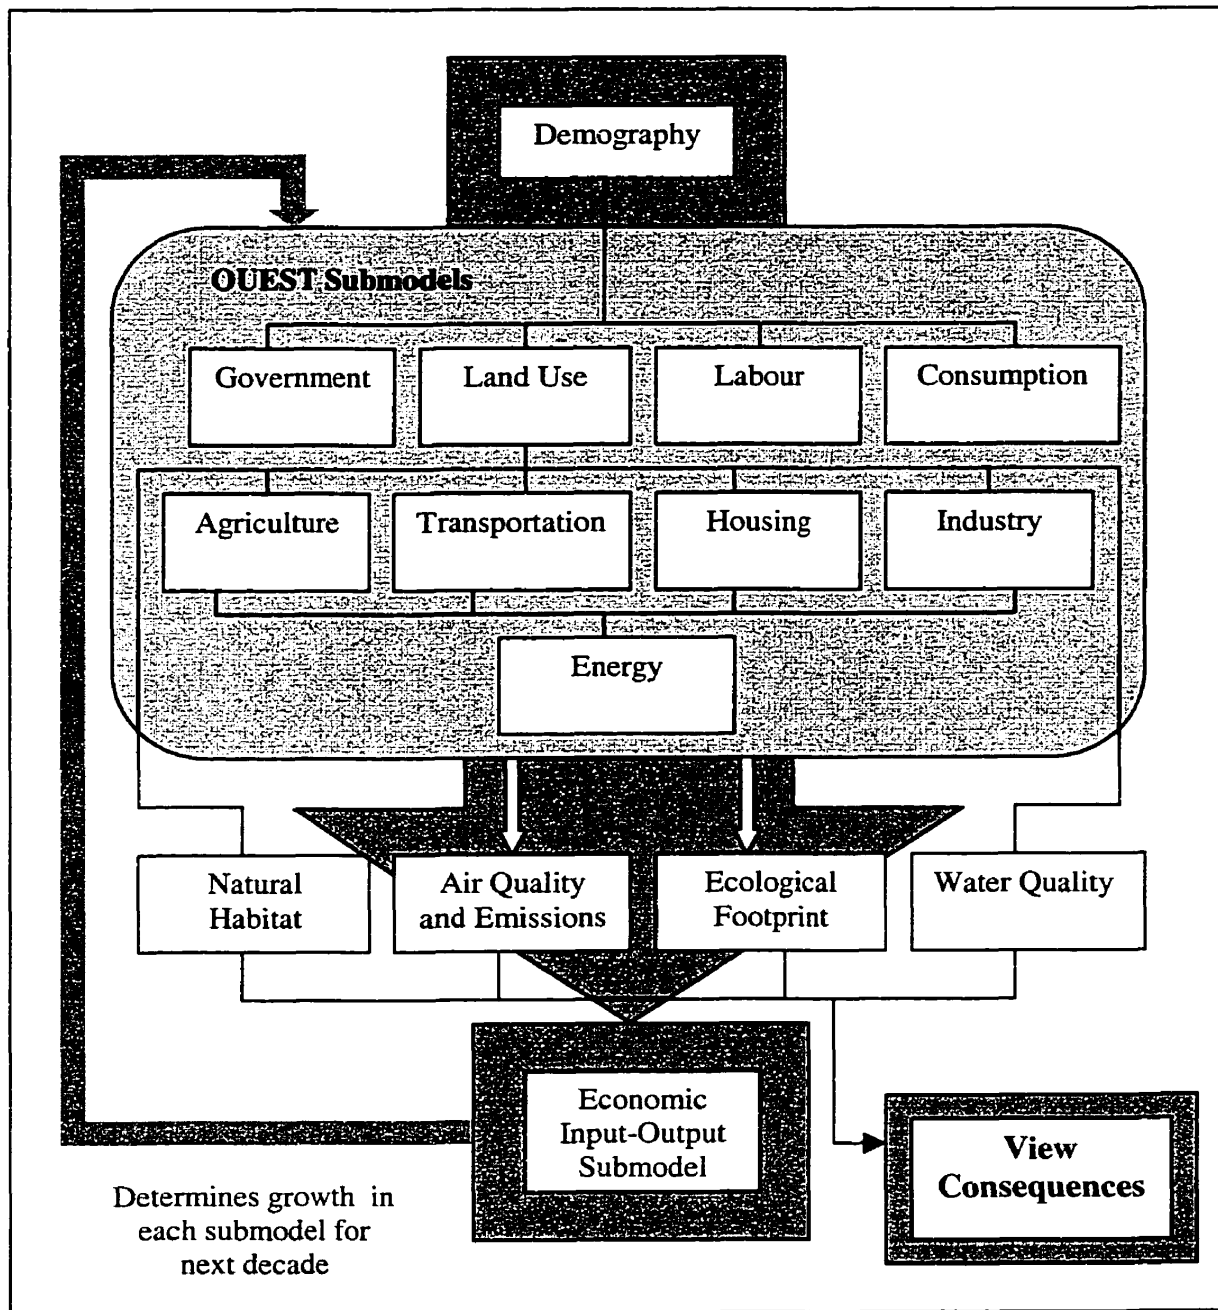 Demography
QUEST Submodels
Government
Land Use
Labour
Consumption
Agriculture
Transportation
Housing
Industry
Energy
Natural
Habitat
Air Quality
and Emissions
Ecological
Footprint
Water Quality
Economic
Input-Output
Submodel
View
Consequences
Determines growth in
each submodel for
next decade